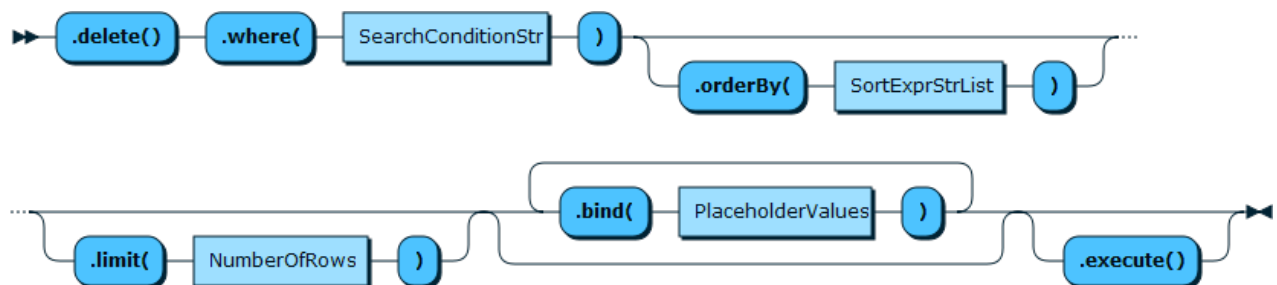 .delete() .where( SearchConditionStr )
.orderBy( SortExprStrList )
.bind( PlaceholderValues )
.limit( NumberOfRows ) .execute()